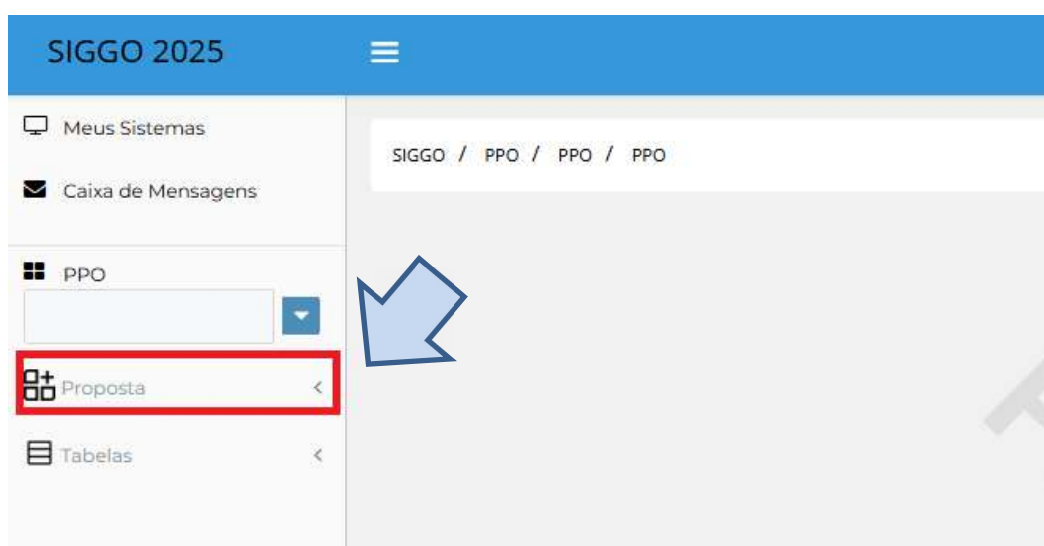 SIGGO 2025
Meus Sistemas
Caixa de Mensagens
PPO
Proposta
Tabelas
SIGGO / PPO / PPO / PPO